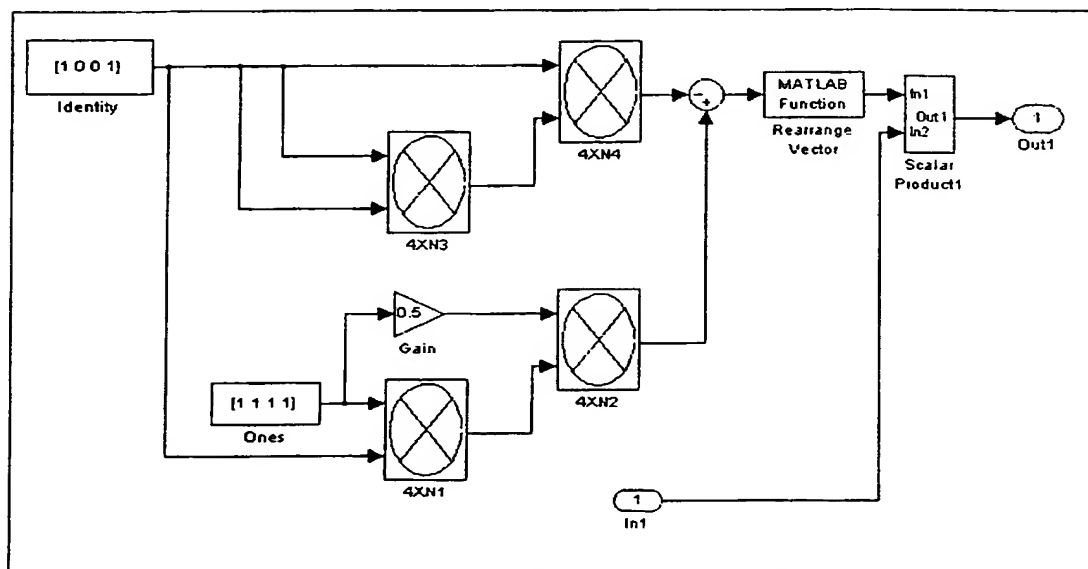 [1 0 0 1]
Identity
4XN4
4XN3
-
+
MATLAB
Function
Rearrange
Vector
In1
Out1
In2
Scalar
Product1
1
Out1
0.5
Gain
4XN2
[1 1 1 1]
Ones
4XN1
1
In1